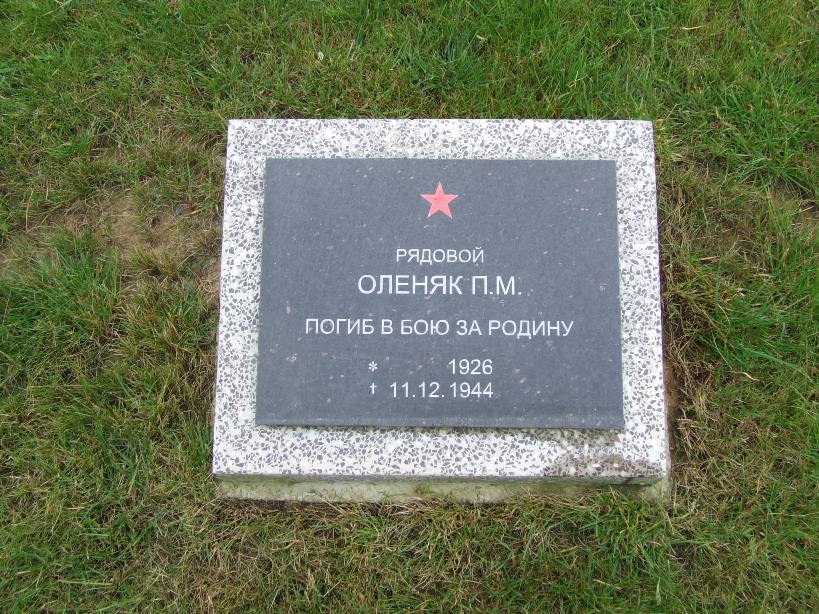 РЯДОВОЙ
ОЛЕНЯК П.М.
ПОГИБ В БОЮ ЗА РОДИНУ
* 1926
† 11.12.1944